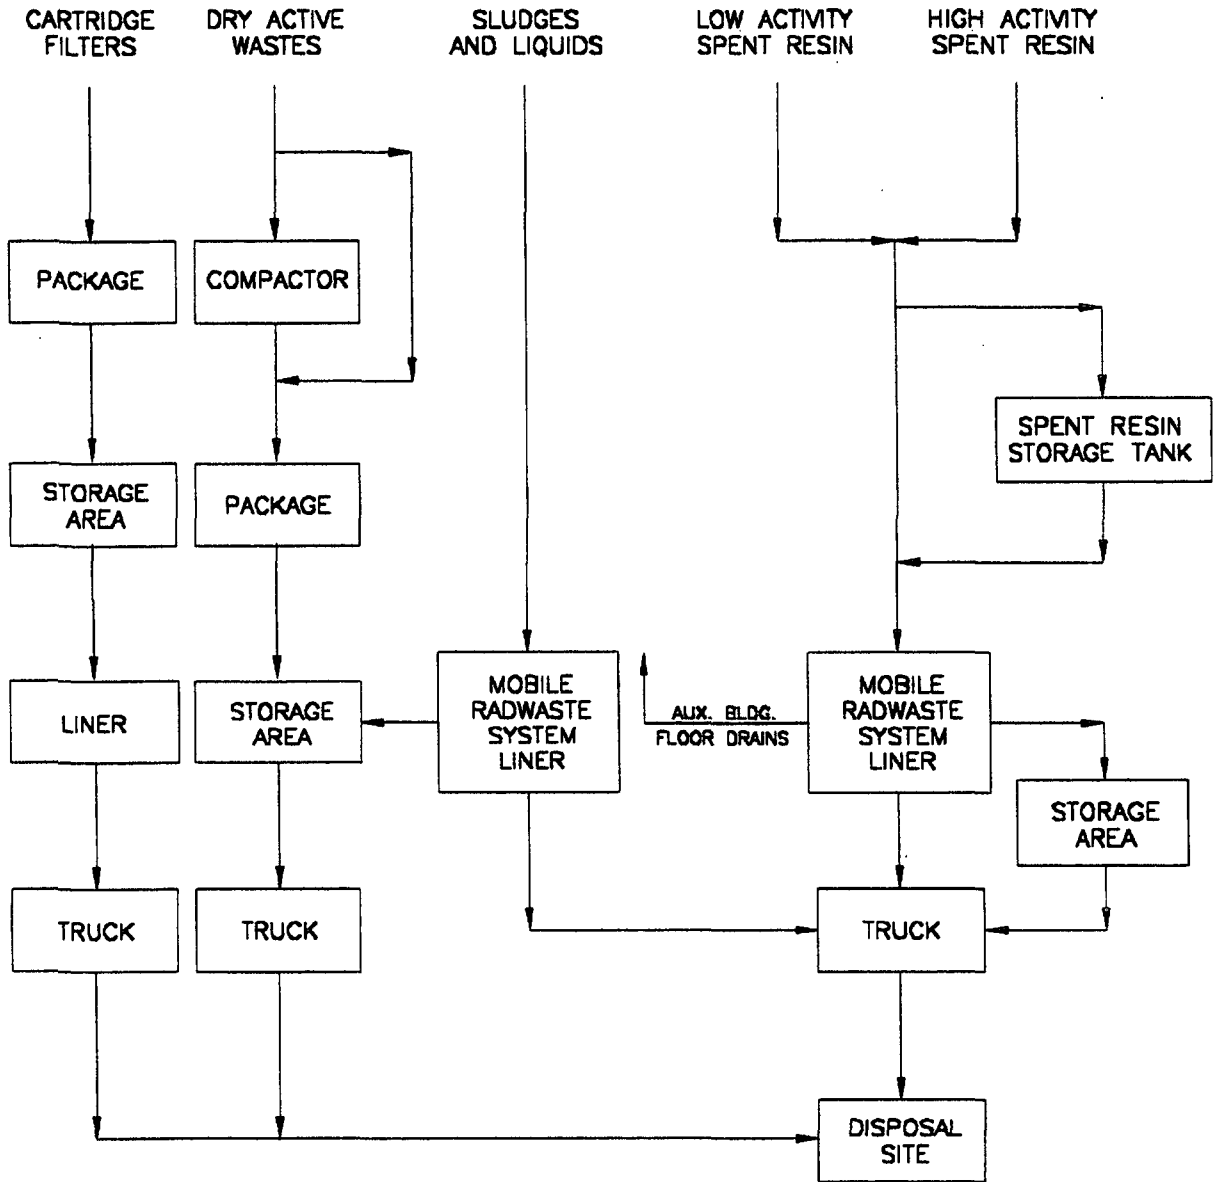 CARTRIDGE
FILTERS
DRY ACTIVE
WASTES
SLUDGES
AND LIQUIDS
LOW ACTIVITY
SPENT RESIN
HIGH ACTIVITY
SPENT RESIN
PACKAGE
COMPACTOR
SPENT RESIN
STORAGE TANK
STORAGE
AREA
PACKAGE
LINER
STORAGE
AREA
MOBILE
RADWASTE
SYSTEM
LINER
AUX. BLDG.
FLOOR DRAINS
MOBILE
RADWASTE
SYSTEM
LINER
STORAGE
AREA
TRUCK
TRUCK
TRUCK
DISPOSAL
SITE